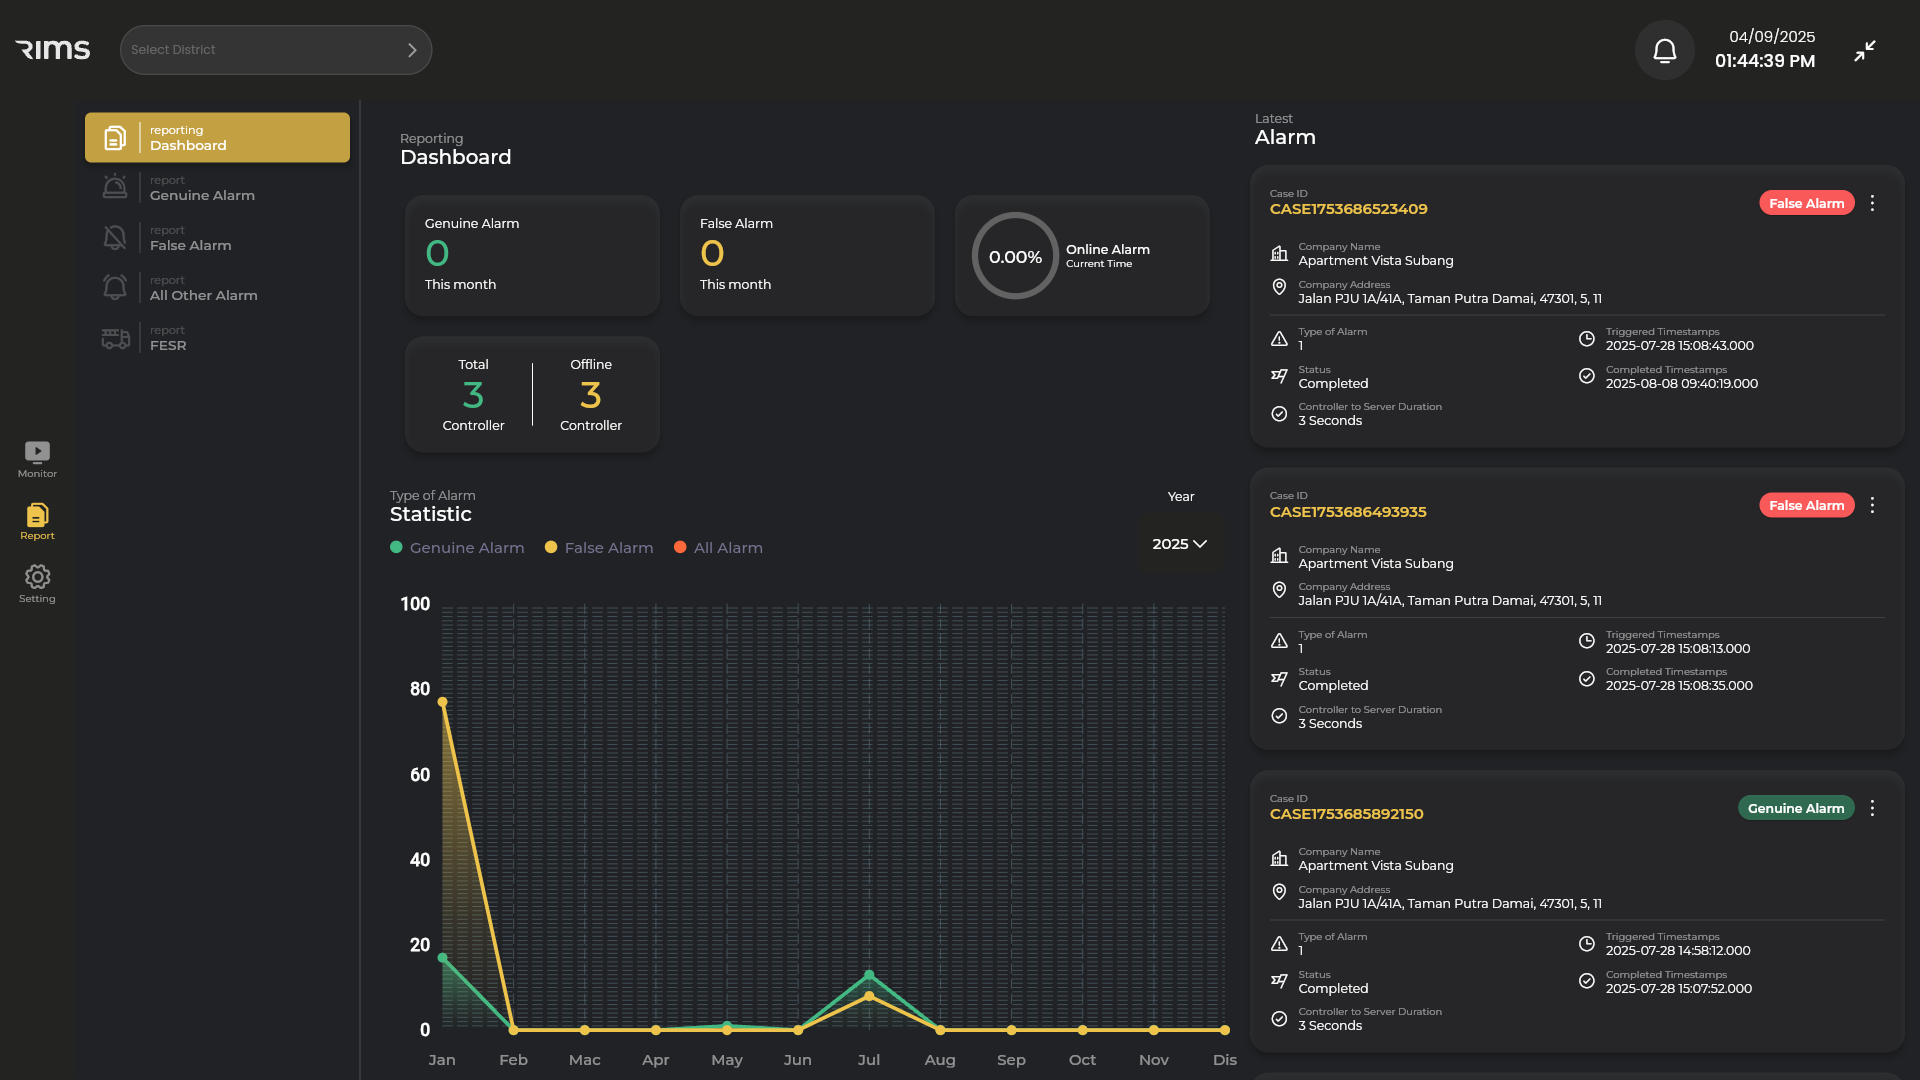 RIMS
Select District
04/09/2025
01:44:39 PM
reporting
Dashboard
report
Genuine Alarm
report
False Alarm
report
All Other Alarm
report
FESR
Monitor
Report
Setting
Reporting
Dashboard
Genuine Alarm
0
This month
False Alarm
0
This month
0.00%
Online Alarm
Current Time
Total
3
Controller
Offline
3
Controller
Type of Alarm
Statistic
Genuine Alarm
False Alarm
All Alarm
Year
2025
100
80
60
40
20
0
Jan
Feb
Mac
Apr
May
Jun
Jul
Aug
Sep
Oct
Nov
Dis
Latest
Alarm
Case ID
CASE1753686523409
False Alarm
Company Name
Apartment Vista Subang
Company Address
Jalan PJU 1A/41A, Taman Putra Damai, 47301, 5, 11
Type of Alarm
1
Triggered Timestamps
2025-07-28 15:08:43.000
Status
Completed
Completed Timestamps
2025-08-08 09:40:19.000
Controller to Server Duration
3 Seconds
Case ID
CASE1753686493935
False Alarm
Company Name
Apartment Vista Subang
Company Address
Jalan PJU 1A/41A, Taman Putra Damai, 47301, 5, 11
Type of Alarm
1
Triggered Timestamps
2025-07-28 15:08:13.000
Status
Completed
Completed Timestamps
2025-07-28 15:08:35.000
Controller to Server Duration
3 Seconds
Case ID
CASE1753685892150
Genuine Alarm
Company Name
Apartment Vista Subang
Company Address
Jalan PJU 1A/41A, Taman Putra Damai, 47301, 5, 11
Type of Alarm
1
Triggered Timestamps
2025-07-28 14:58:12.000
Status
Completed
Completed Timestamps
2025-07-28 15:07:52.000
Controller to Server Duration
3 Seconds